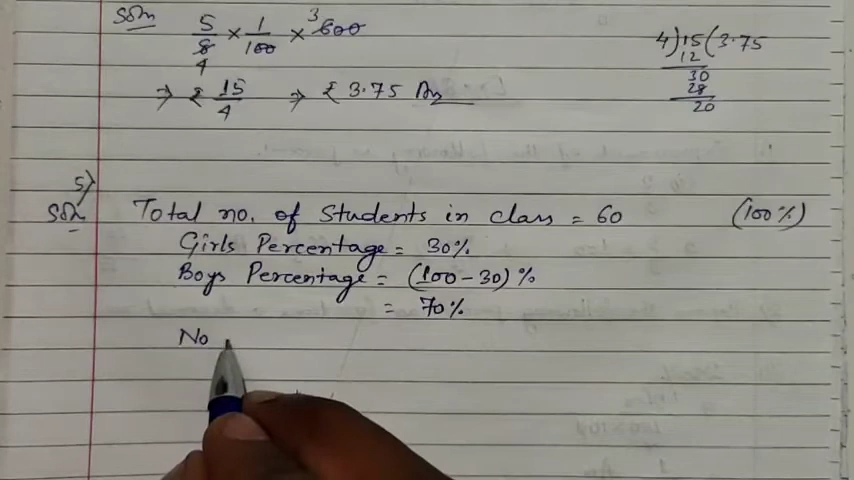 Soln 5/8 × 1/100 × 600 3
4
⇒ ₹ 15/4 ⇒ ₹ 3.75 Ans
4)15(3.75
12
30
28
20
5)
Soln Total no. of Students in class = 60 (100%)
Girls Percentage = 30%
Boys Percentage = (100 - 30) %
= 70%
No